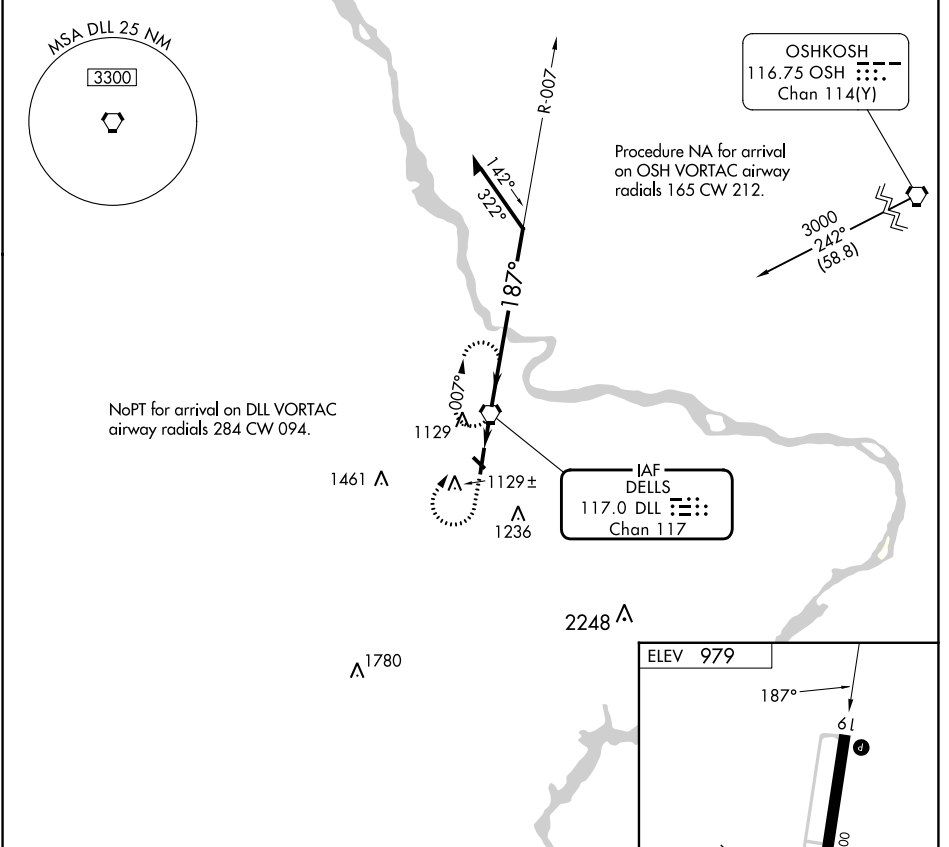 MSA DLL 25 NM
3300
OSHKOSH
116.75 OSH
Chan 114(Y)
R-007
Procedure NA for arrival
on OSH VORTAC airway
radials 165 CW 212.
142°
322°
3000
242°
(58.8)
187°
007°
NoPT for arrival on DLL VORTAC
airway radials 284 CW 094.
1129
1461
1129±
1236
IAF
DELLS
117.0 DLL
Chan 117
2248
1780
ELEV 979
187°
19
P